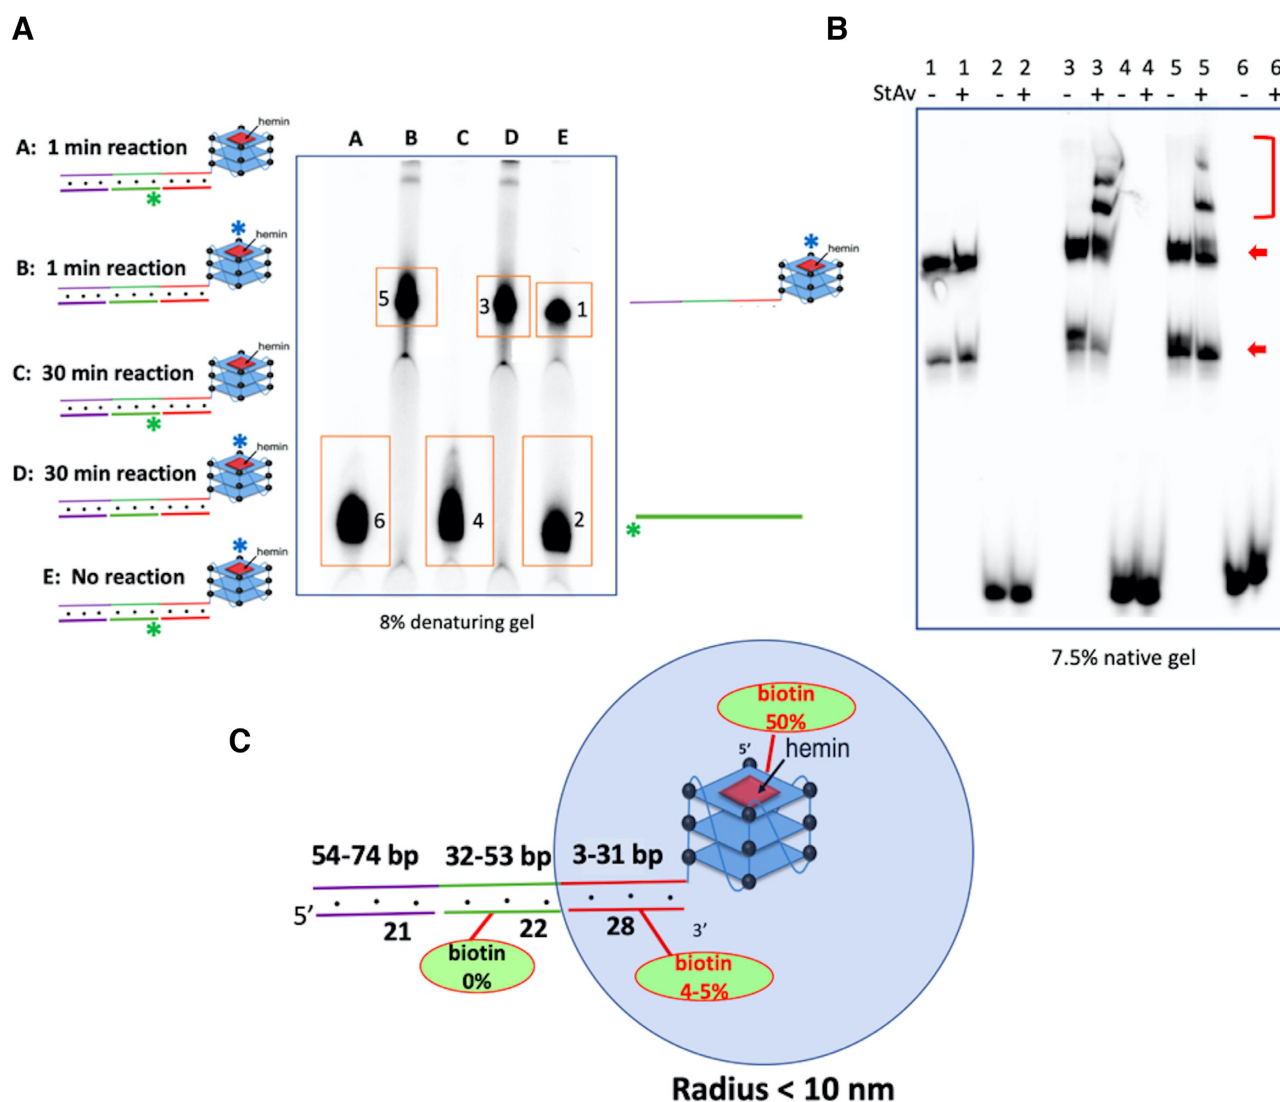 A
B
A: 1 min reaction
hemin
B: 1 min reaction
hemin
C: 30 min reaction
hemin
D: 30 min reaction
hemin
E: No reaction
hemin
A B C D E
5 3 1
6 4 2
8% denaturing gel
hemin
1 1 2 2 3 3 4 4 5 5 6 6
StAv - + - + - + - + - + - +
7.5% native gel
C
biotin
50%
5’ hemin
54-74 bp 32-53 bp 3-31 bp
5’ 21 22 28 3’
biotin
0%
biotin
4-5%
Radius < 10 nm